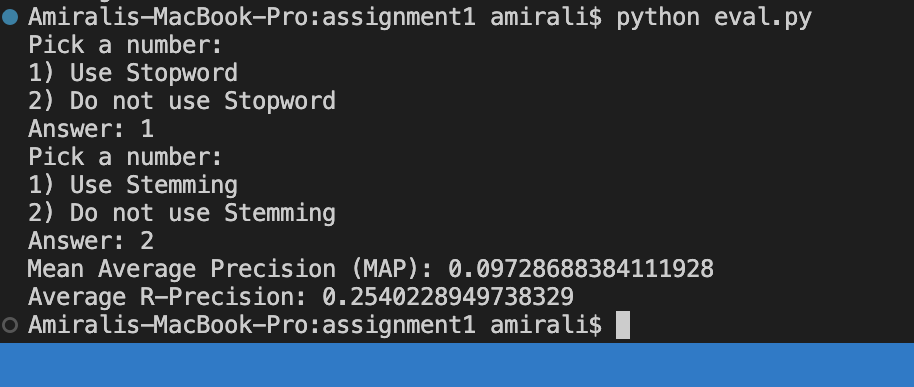 Amiralis-MacBook-Pro:assignment1 amirali$ python eval.py
Pick a number:
1) Use Stopword
2) Do not use Stopword
Answer: 1
Pick a number:
1) Use Stemming
2) Do not use Stemming
Answer: 2
Mean Average Precision (MAP): 0.09728688384111928
Average R-Precision: 0.2540228949738329
Amiralis-MacBook-Pro:assignment1 amirali$